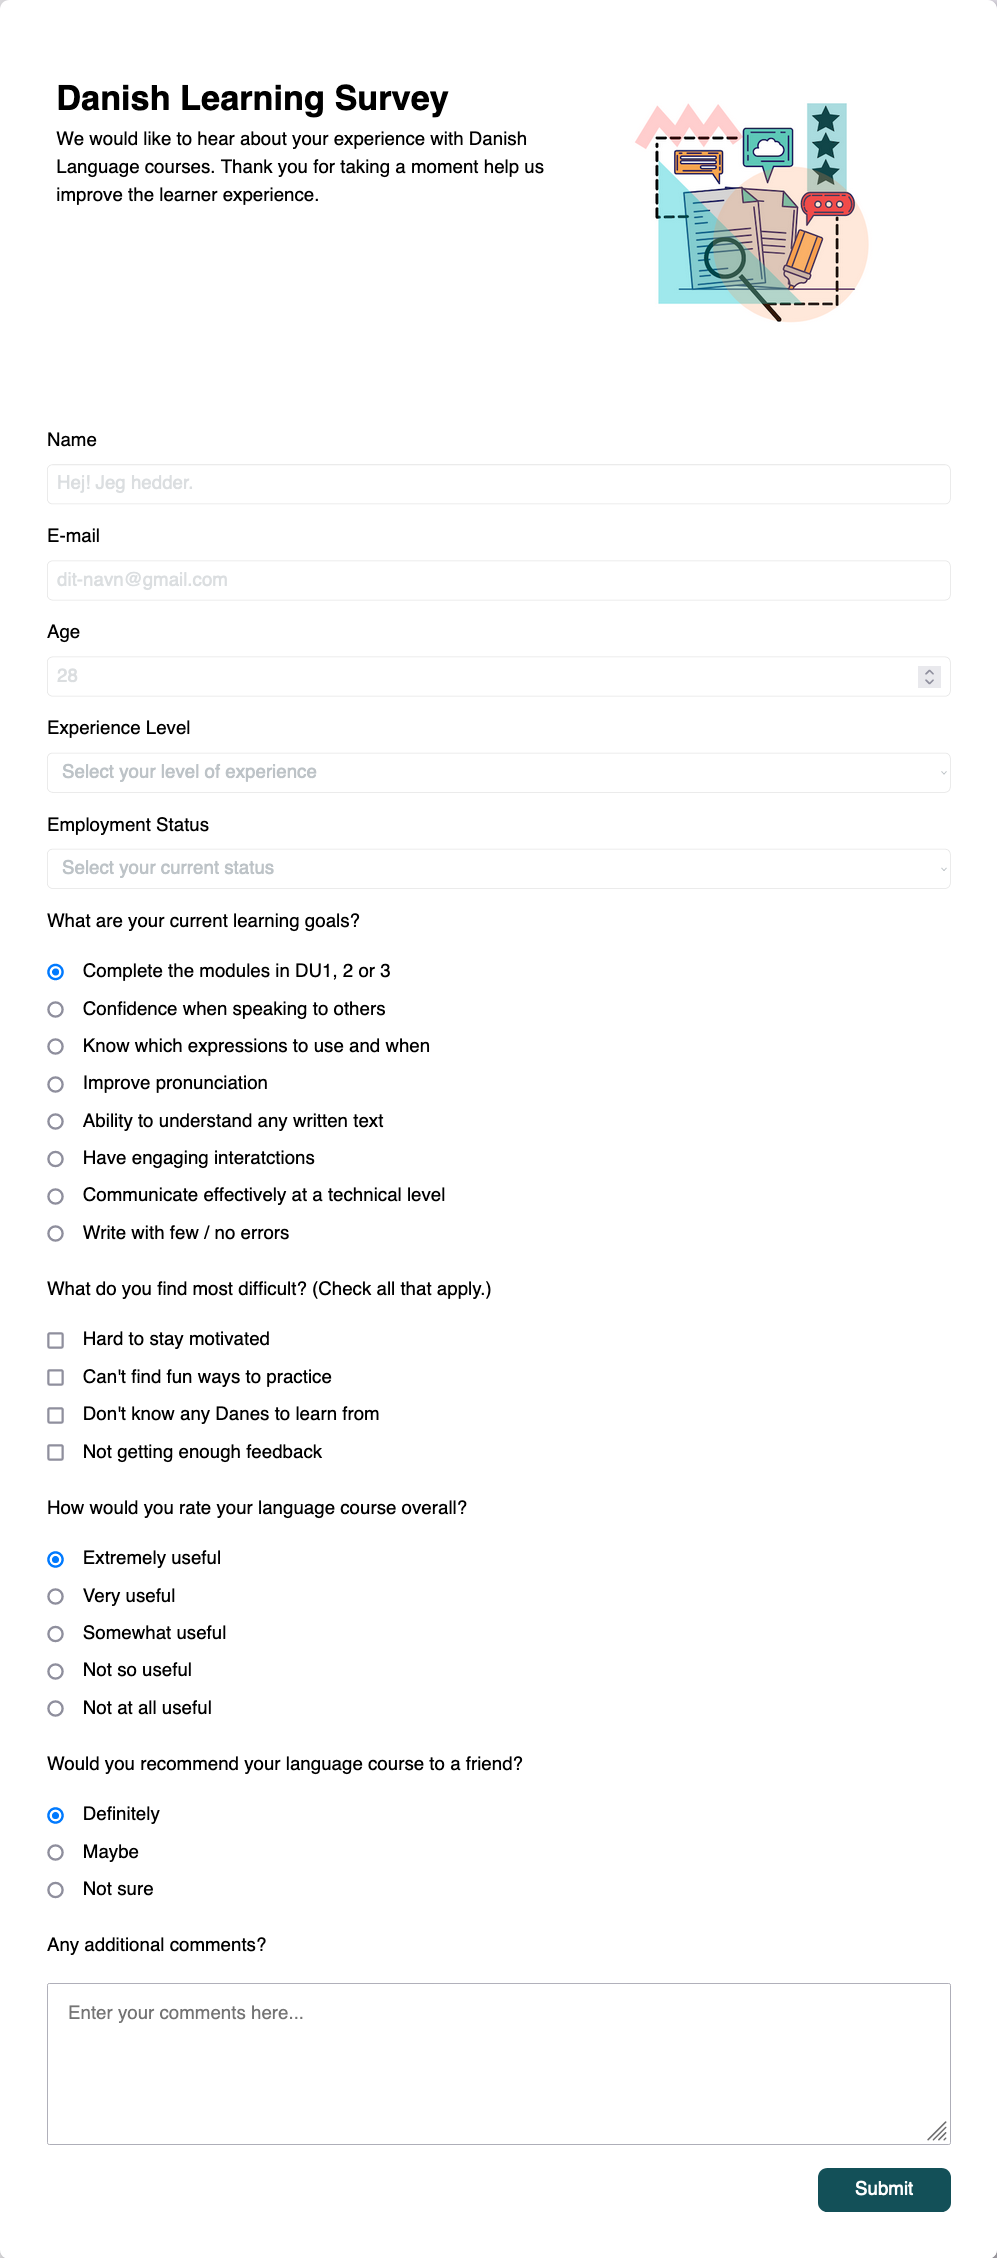 Danish Learning Survey
We would like to hear about your experience with Danish
Language courses. Thank you for taking a moment help us
improve the learner experience.
Name
Hej! Jeg hedder.
E-mail
dit-navn@gmail.com
Age
28
Experience Level
Select your level of experience
Employment Status
Select your current status
What are your current learning goals?
Complete the modules in DU1, 2 or 3
Confidence when speaking to others
Know which expressions to use and when
Improve pronunciation
Ability to understand any written text
Have engaging interatctions
Communicate effectively at a technical level
Write with few / no errors
What do you find most difficult? (Check all that apply.)
Hard to stay motivated
Can't find fun ways to practice
Don't know any Danes to learn from
Not getting enough feedback
How would you rate your language course overall?
Extremely useful
Very useful
Somewhat useful
Not so useful
Not at all useful
Would you recommend your language course to a friend?
Definitely
Maybe
Not sure
Any additional comments?
Enter your comments here...
Submit